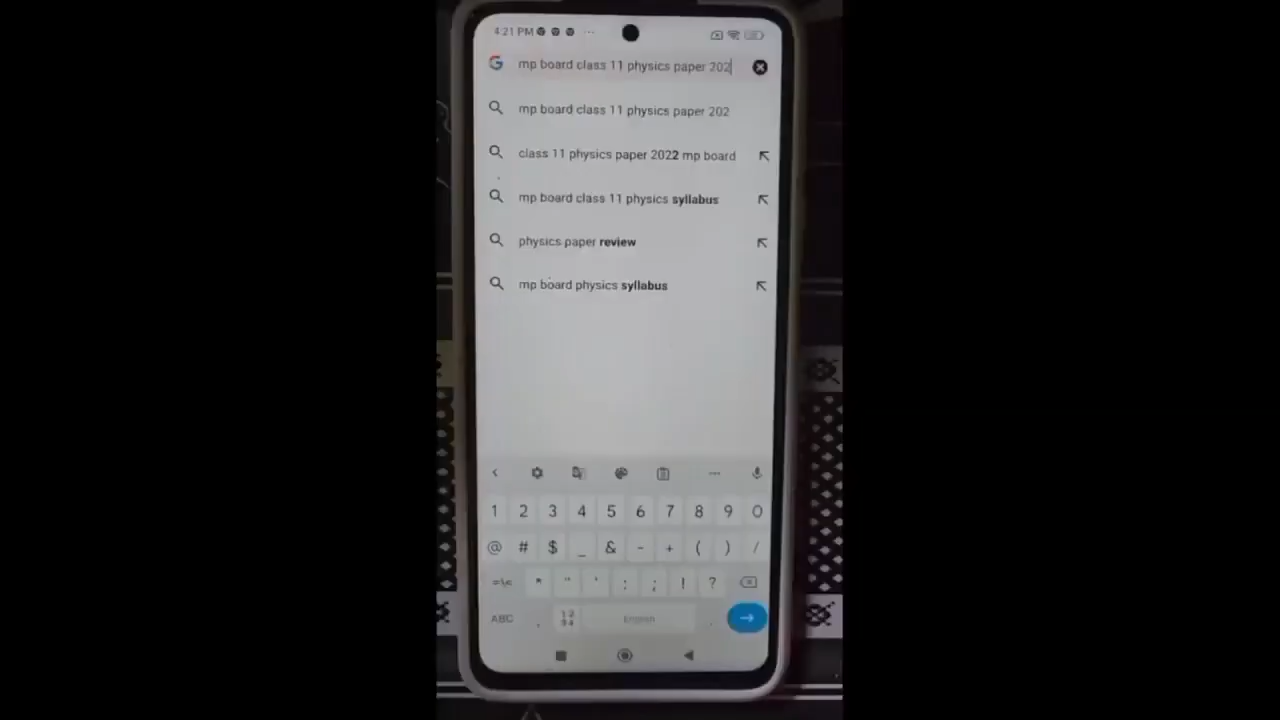 4:21 PM
mp board class 11 physics paper 202
mp board class 11 physics paper 202
class 11 physics paper 2022 mp board
mp board class 11 physics syllabus
physics paper review
mp board physics syllabus
1 2 3 4 5 6 7 8 9 0
@ # $ _ & - + ( ) /
=\< * " ' : ; ! ?
ABC , 12 34 English .